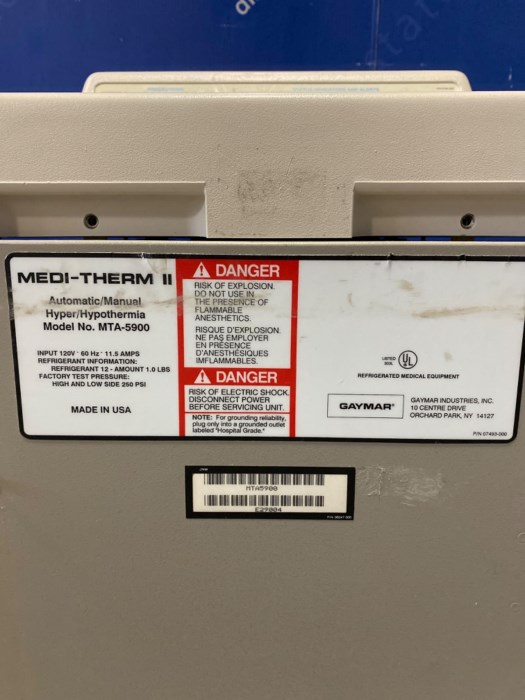 MEDI-THERM II
Automatic/Manual
Hyper/Hypothermia
Model No. MTA-5900
INPUT 120V · 60 Hz · 11.5 AMPS
REFRIGERANT INFORMATION:
REFRIGERANT 12 - AMOUNT 1.0 LBS
FACTORY TEST PRESSURE:
HIGH AND LOW SIDE 250 PSI
MADE IN USA
DANGER
RISK OF EXPLOSION.
DO NOT USE IN
THE PRESENCE OF
FLAMMABLE
ANESTHETICS.
RISQUE D'EXPLOSION.
NE PAS EMPLOYER
EN PRÉSENCE
D'ANESTHÉSIQUES
IMFLAMMABLES.
DANGER
RISK OF ELECTRIC SHOCK.
DISCONNECT POWER
BEFORE SERVICING UNIT.
NOTE: For grounding reliability,
plug only into a grounded outlet
labeled "Hospital Grade."
LISTED
UL
REFRIGERATED MEDICAL EQUIPMENT
GAYMAR®
GAYMAR INDUSTRIES, INC.
10 CENTRE DRIVE
ORCHARD PARK, NY 14127
MTA5900
E29004